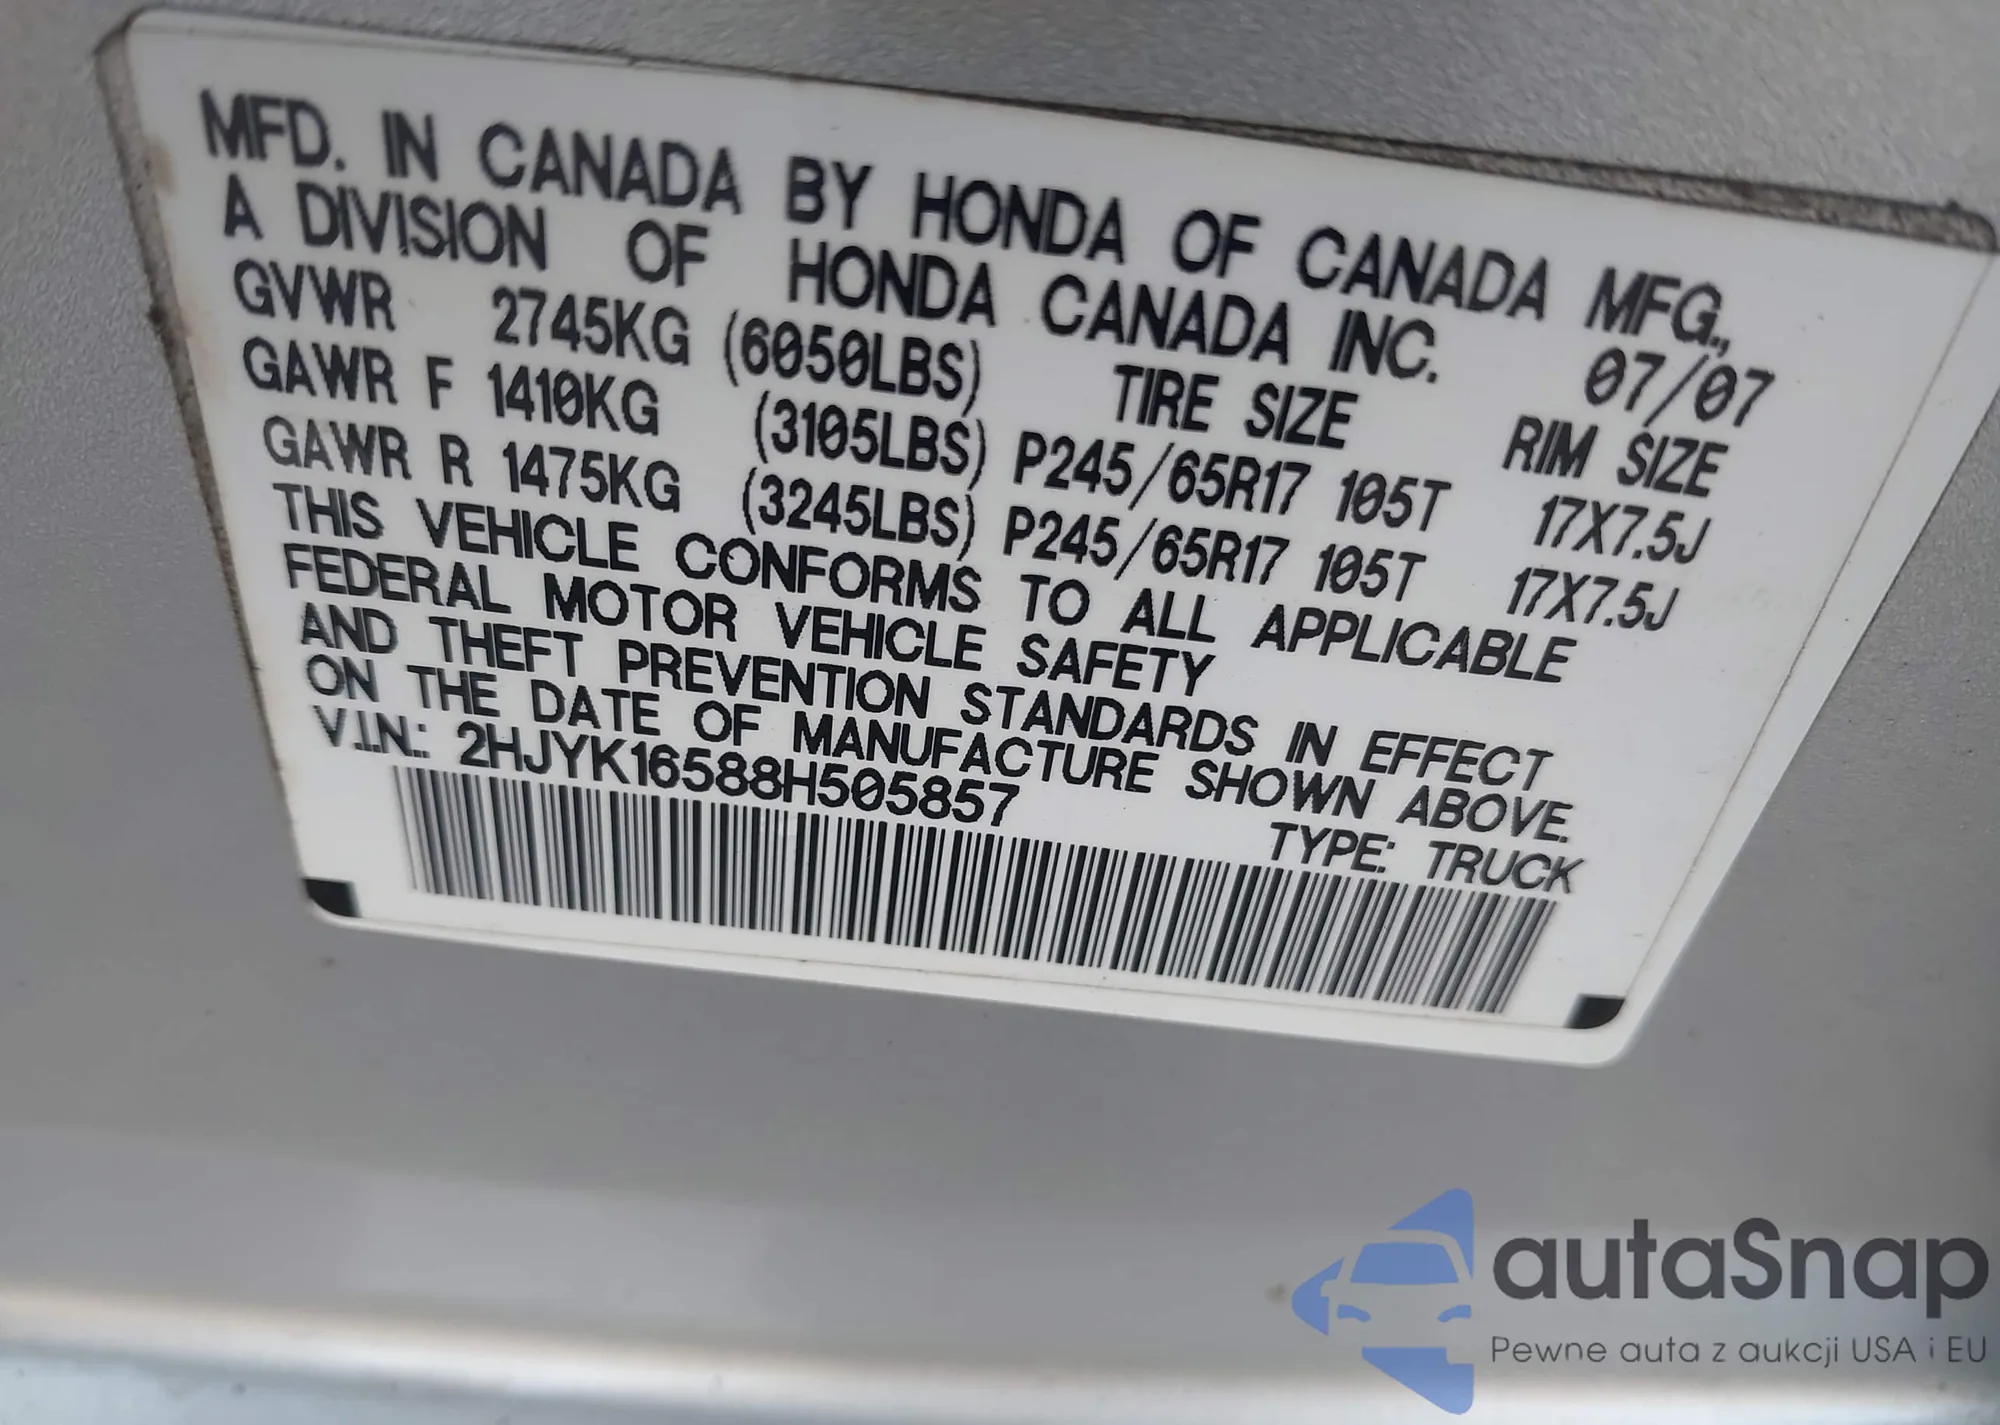 MFD. IN CANADA BY HONDA OF CANADA MFG.,
A DIVISION OF HONDA CANADA INC. 07/07
GVWR 2745KG (6050LBS) TIRE SIZE RIM SIZE
GAWR F 1410KG (3105LBS) P245/65R17 105T 17X7.5J
GAWR R 1475KG (3245LBS) P245/65R17 105T 17X7.5J
THIS VEHICLE CONFORMS TO ALL APPLICABLE
FEDERAL MOTOR VEHICLE SAFETY
AND THEFT PREVENTION STANDARDS IN EFFECT
ON THE DATE OF MANUFACTURE SHOWN ABOVE.
V.I.N.: 2HJYK16588H505857
TYPE: TRUCK
autaSnap
Pewne auta z aukcji USA i EU